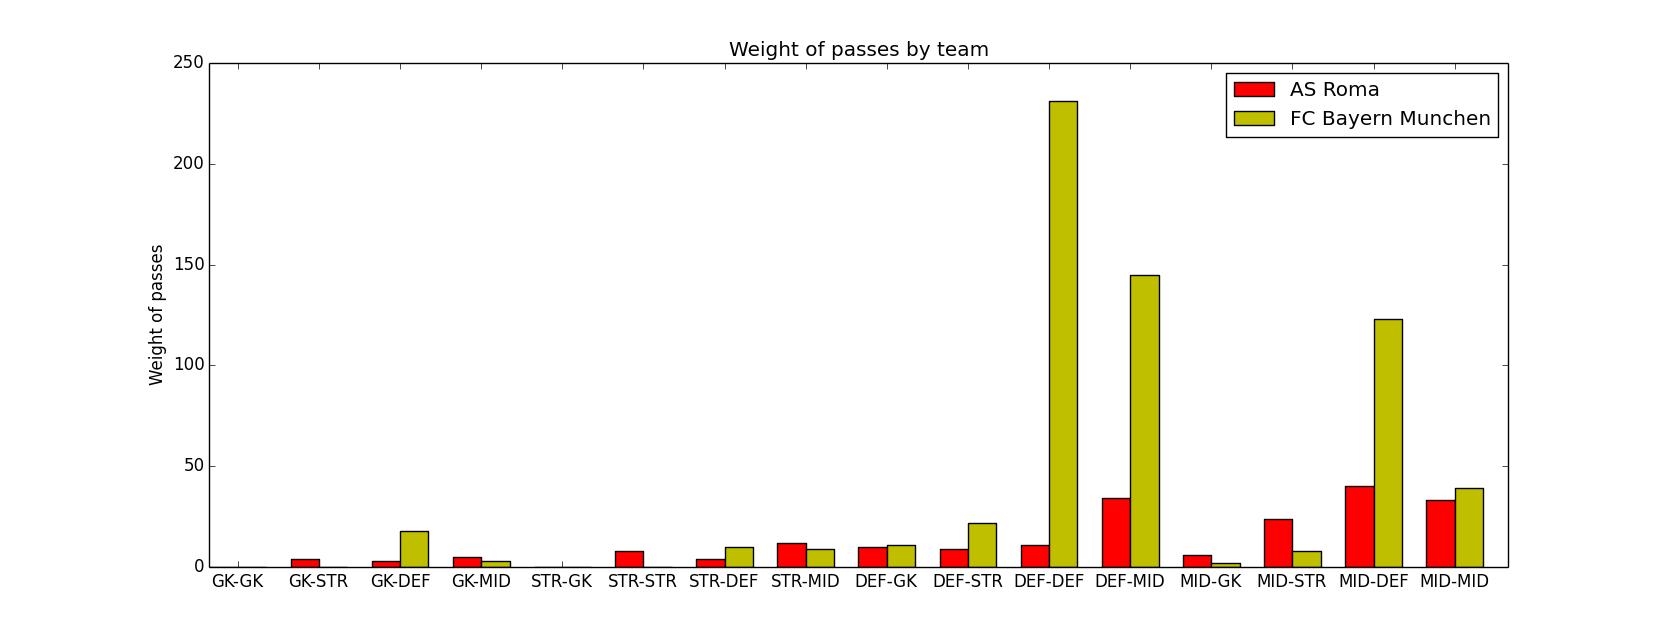 Weight of passes by team
AS Roma
FC Bayern Munchen
Weight of passes
250
200
150
100
50
0
GK-GK GK-STR GK-DEF GK-MID STR-GK STR-STR STR-DEF STR-MID DEF-GK DEF-STR DEF-DEF DEF-MID MID-GK MID-STR MID-DEF MID-MID